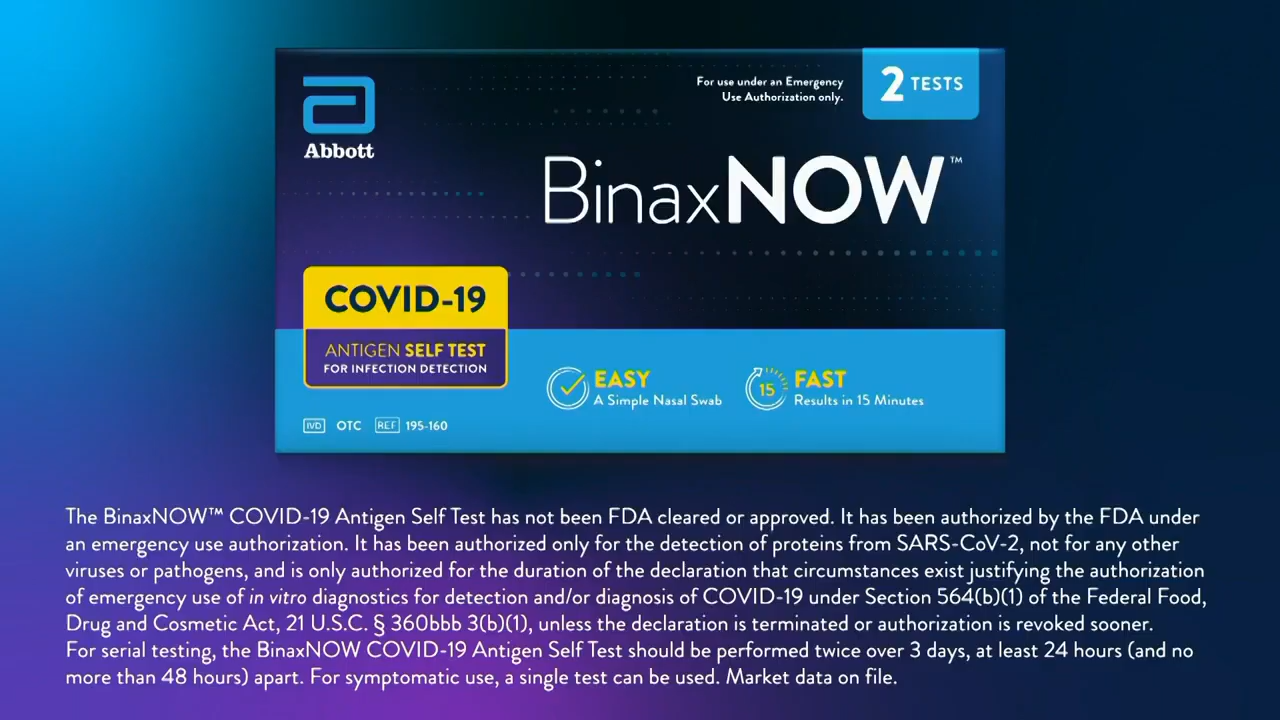 Abbott
For use under an Emergency
Use Authorization only.
2 TESTS
BinaxNOW™
COVID-19
ANTIGEN SELF TEST
FOR INFECTION DETECTION
EASY
A Simple Nasal Swab
15
FAST
Results in 15 Minutes
IVD OTC REF 195-160
The BinaxNOW™ COVID-19 Antigen Self Test has not been FDA cleared or approved. It has been authorized by the FDA under
an emergency use authorization. It has been authorized only for the detection of proteins from SARS-CoV-2, not for any other
viruses or pathogens, and is only authorized for the duration of the declaration that circumstances exist justifying the authorization
of emergency use of in vitro diagnostics for detection and/or diagnosis of COVID-19 under Section 564(b)(1) of the Federal Food,
Drug and Cosmetic Act, 21 U.S.C. § 360bbb 3(b)(1), unless the declaration is terminated or authorization is revoked sooner.
For serial testing, the BinaxNOW COVID-19 Antigen Self Test should be performed twice over 3 days, at least 24 hours (and no
more than 48 hours) apart. For symptomatic use, a single test can be used. Market data on file.